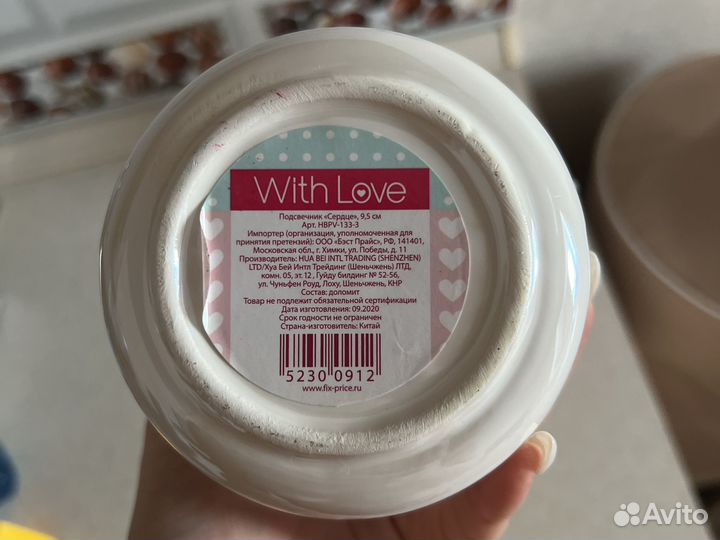 With Love
Подсвечник «Сердце», 9,5 см
Арт. HBPV-133-3
Импортер (организация, уполномоченная для
принятия претензий): ООО «Бэст Прайс», РФ, 141401,
Московская обл., г. Химки, ул. Победы, д. 11
Производитель: HUA BEI INTL TRADING (SHENZHEN)
LTD/Хуа Бей Интл Трейдинг (Шеньчжень) ЛТД,
комн. 05, эт. 12, Гуйду билдинг № 52-56,
ул. Чуньфен Роуд, Лоху, Шеньчжень, КНР
Состав: доломит
Товар не подлежит обязательной сертификации
Дата изготовления: 09.2020
Срок годности не ограничен
Страна-изготовитель: Китай
5230 0912
www.fix-price.ru
Avito